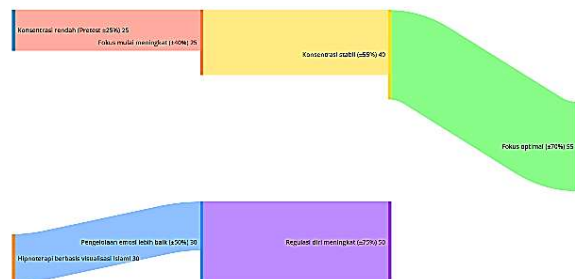 Konsentrasi rendah (Pretest ±25%) 25
Fokus mulai meningkat (±40%) 25
Konsentrasi stabil (±55%) 40
Fokus optimal (±70%) 55
Pengelolaan emosi lebih baik (±50%) 30
Regulasi diri meningkat (±75%) 50
Hipnoterapi berbasis visualisasi Islami 30